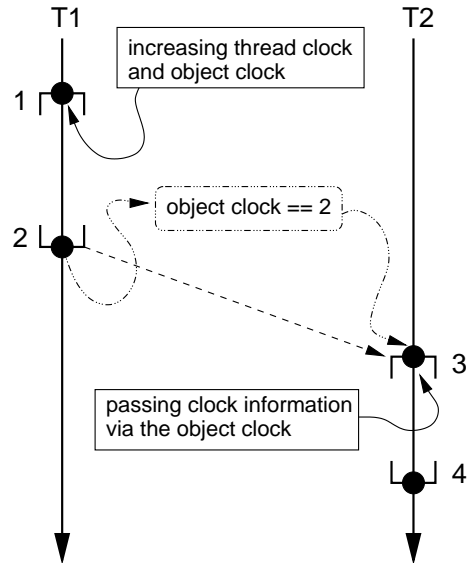 T1
T2
increasing thread clock
and object clock
1
object clock == 2
2
3
passing clock information
via the object clock
4